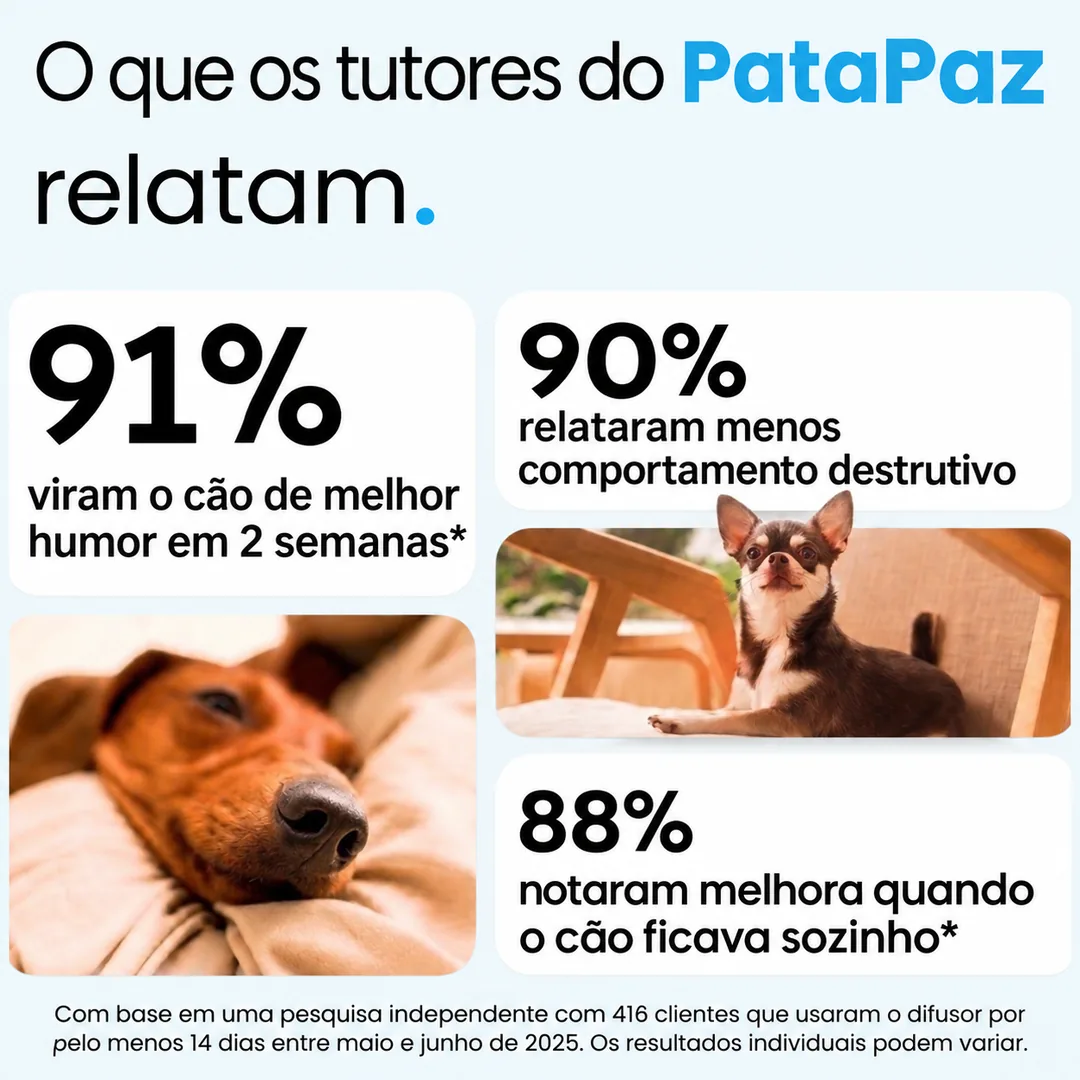 O que os tutores do PataPaz
relatam.
91%
viram o cão de melhor
humor em 2 semanas*
90%
relataram menos
comportamento destrutivo
88%
notaram melhora quando
o cão ficava sozinho*
Com base em uma pesquisa independente com 416 clientes que usaram o difusor por
pelo menos 14 dias entre maio e junho de 2025. Os resultados individuais podem variar.